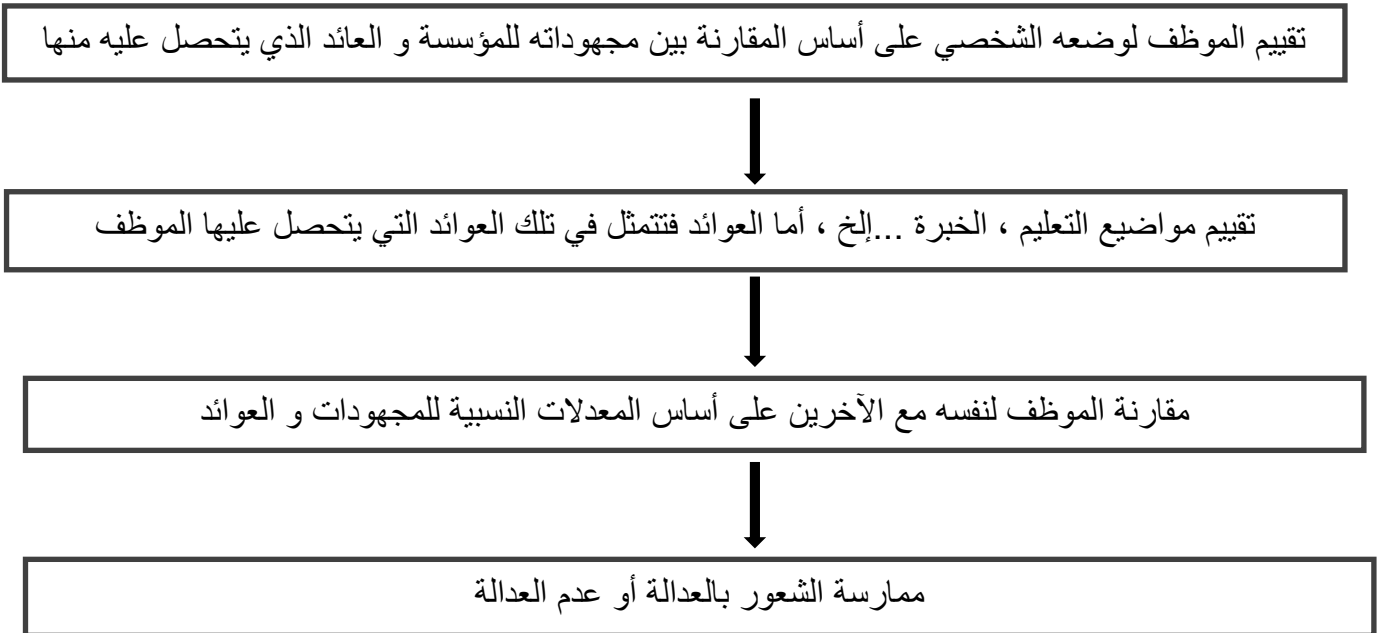 تقييم الموظف لوضعه الشخصي على أساس المقارنة بين مجهوداته للمؤسسة و العائد الذي يتحصل عليه منها
تقييم مواضيع التعليم ، الخبرة ...إلخ ، أما العوائد فتتمثل في تلك العوائد التي يتحصل عليها الموظف
مقارنة الموظف لنفسه مع الآخرين على أساس المعدلات النسبية للمجهودات و العوائد
ممارسة الشعور بالعدالة أو عدم العدالة